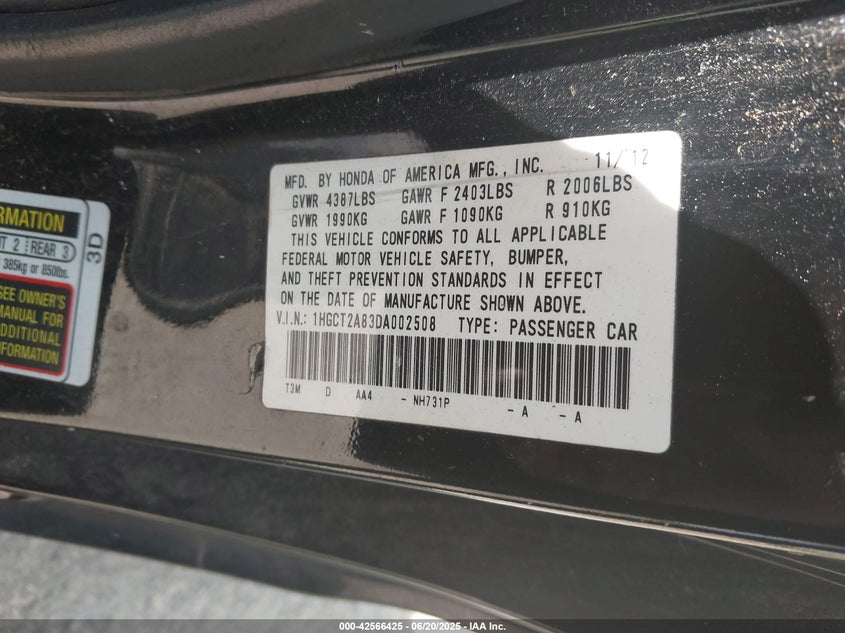 MFD. BY HONDA OF AMERICA MFG., INC. 11/12
GVWR 4387LBS GAWR F 2403LBS R 2006LBS
GVWR 1990KG GAWR F 1090KG R 910KG
THIS VEHICLE CONFORMS TO ALL APPLICABLE
FEDERAL MOTOR VEHICLE SAFETY, BUMPER,
AND THEFT PREVENTION STANDARDS IN EFFECT
ON THE DATE OF MANUFACTURE SHOWN ABOVE.
V.I.N.: 1HGCT2A83DA002508 TYPE: PASSENGER CAR
T3M D AA4 - NH731P - A - A
2 REAR 3
385kg or 850lbs.
SEE OWNER'S
MANUAL FOR
3D
000-42566425 - 06/20/2025 - IAA Inc.